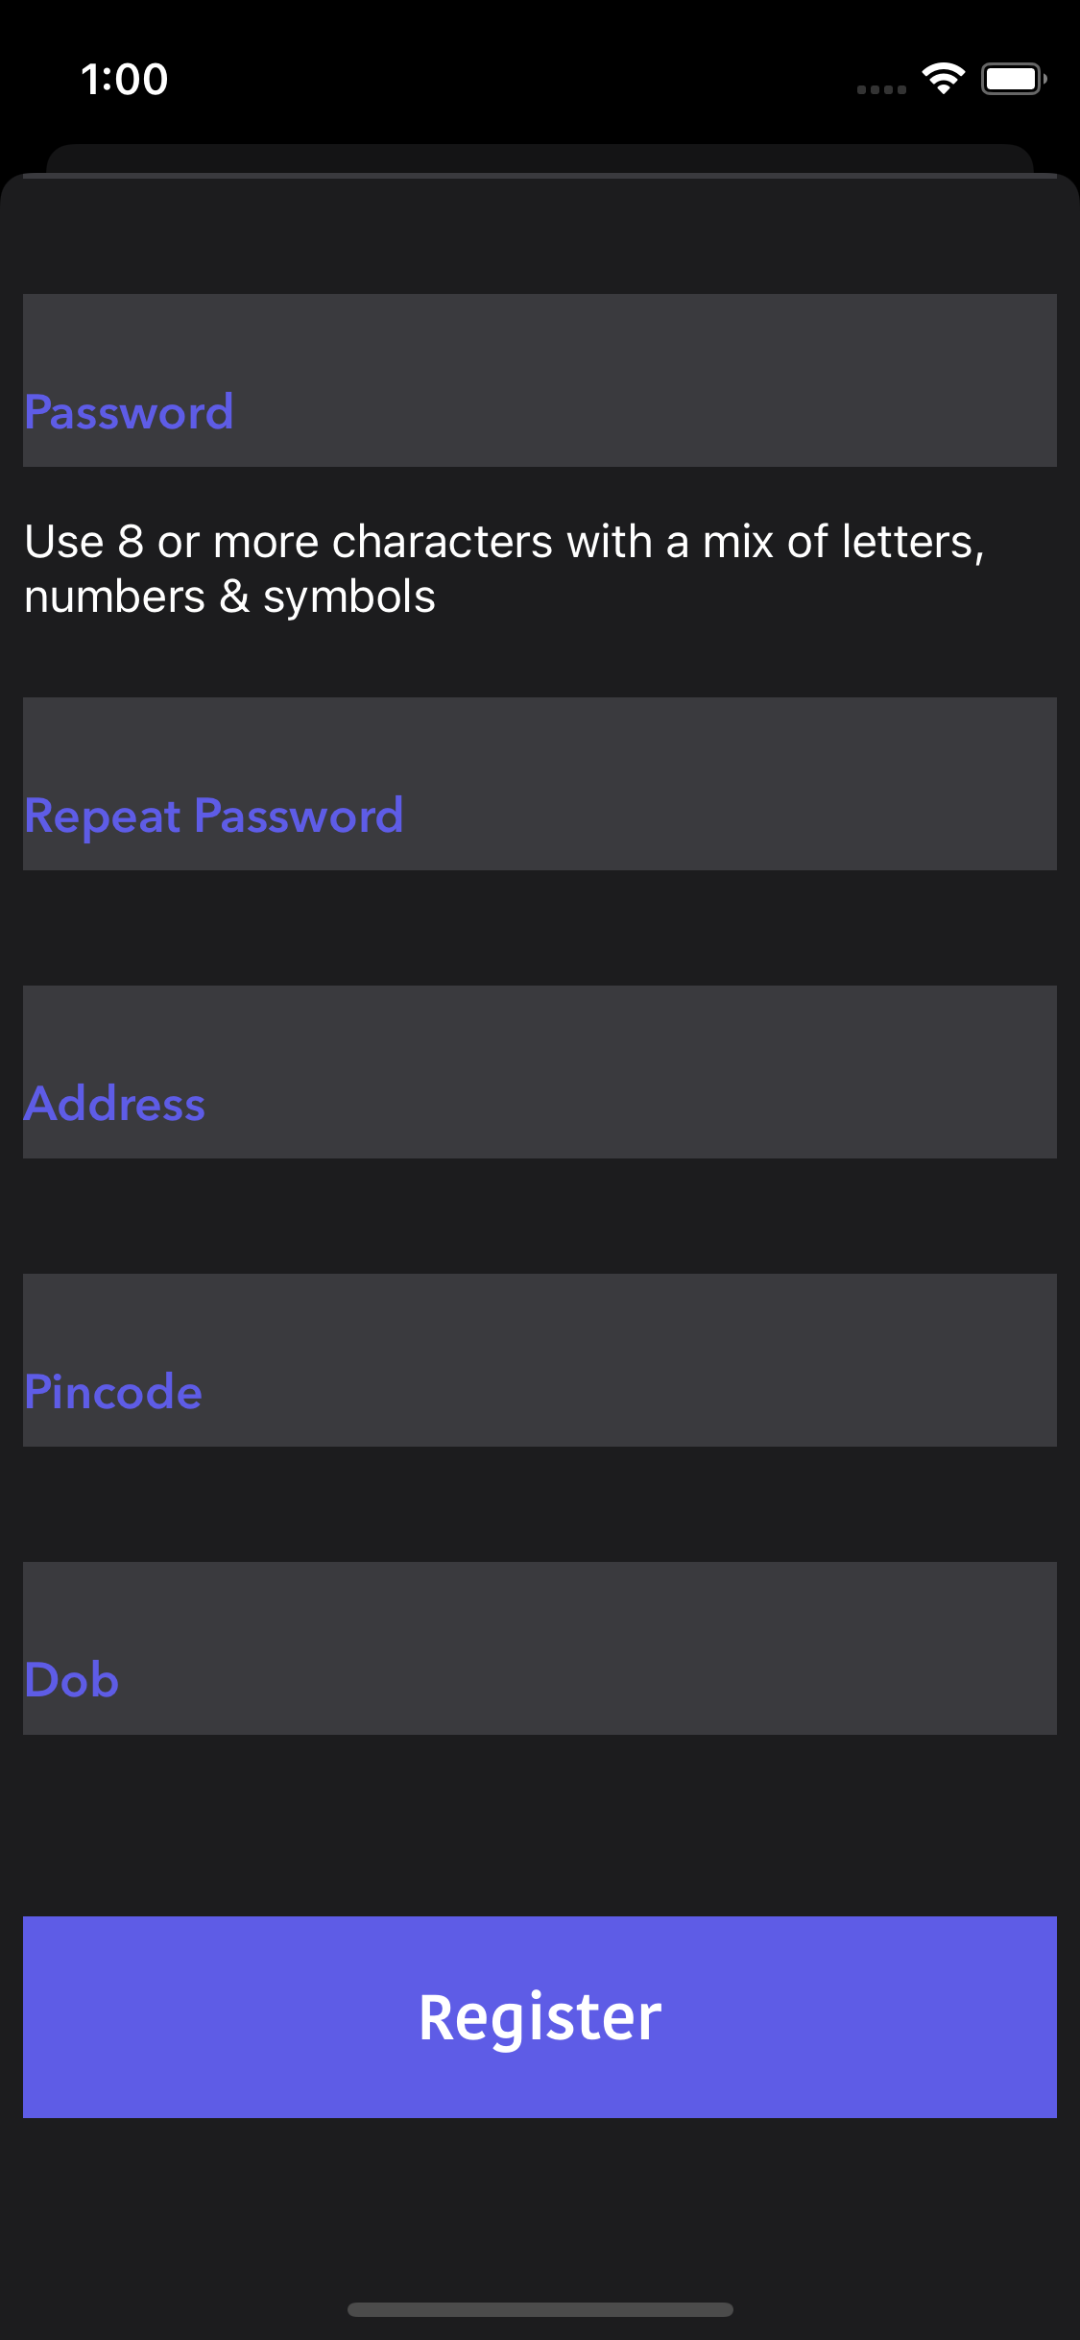 1:00
Password
Use 8 or more characters with a mix of letters,
numbers & symbols
Repeat Password
Address
Pincode
Dob
Register